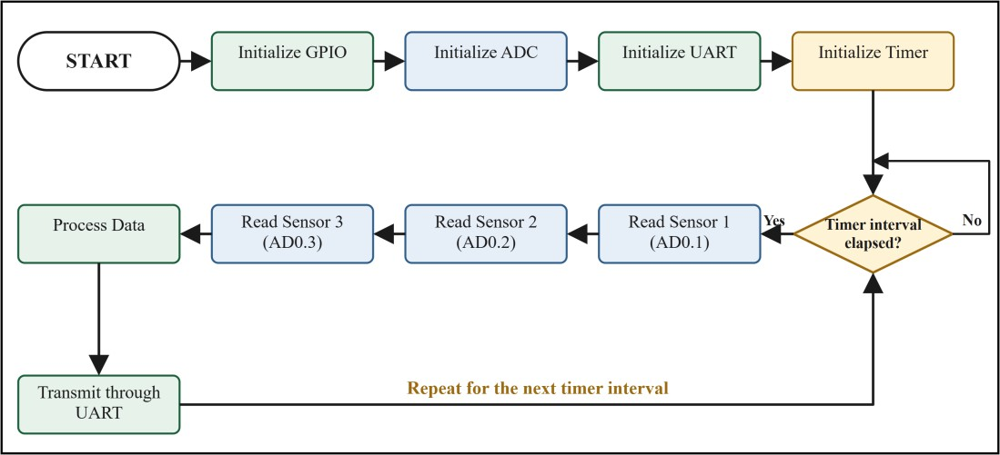 START
Initialize GPIO
Initialize ADC
Initialize UART
Initialize Timer
Timer interval
elapsed?
No
Yes
Read Sensor 1
(AD0.1)
Read Sensor 2
(AD0.2)
Read Sensor 3
(AD0.3)
Process Data
Transmit through
UART
Repeat for the next timer interval